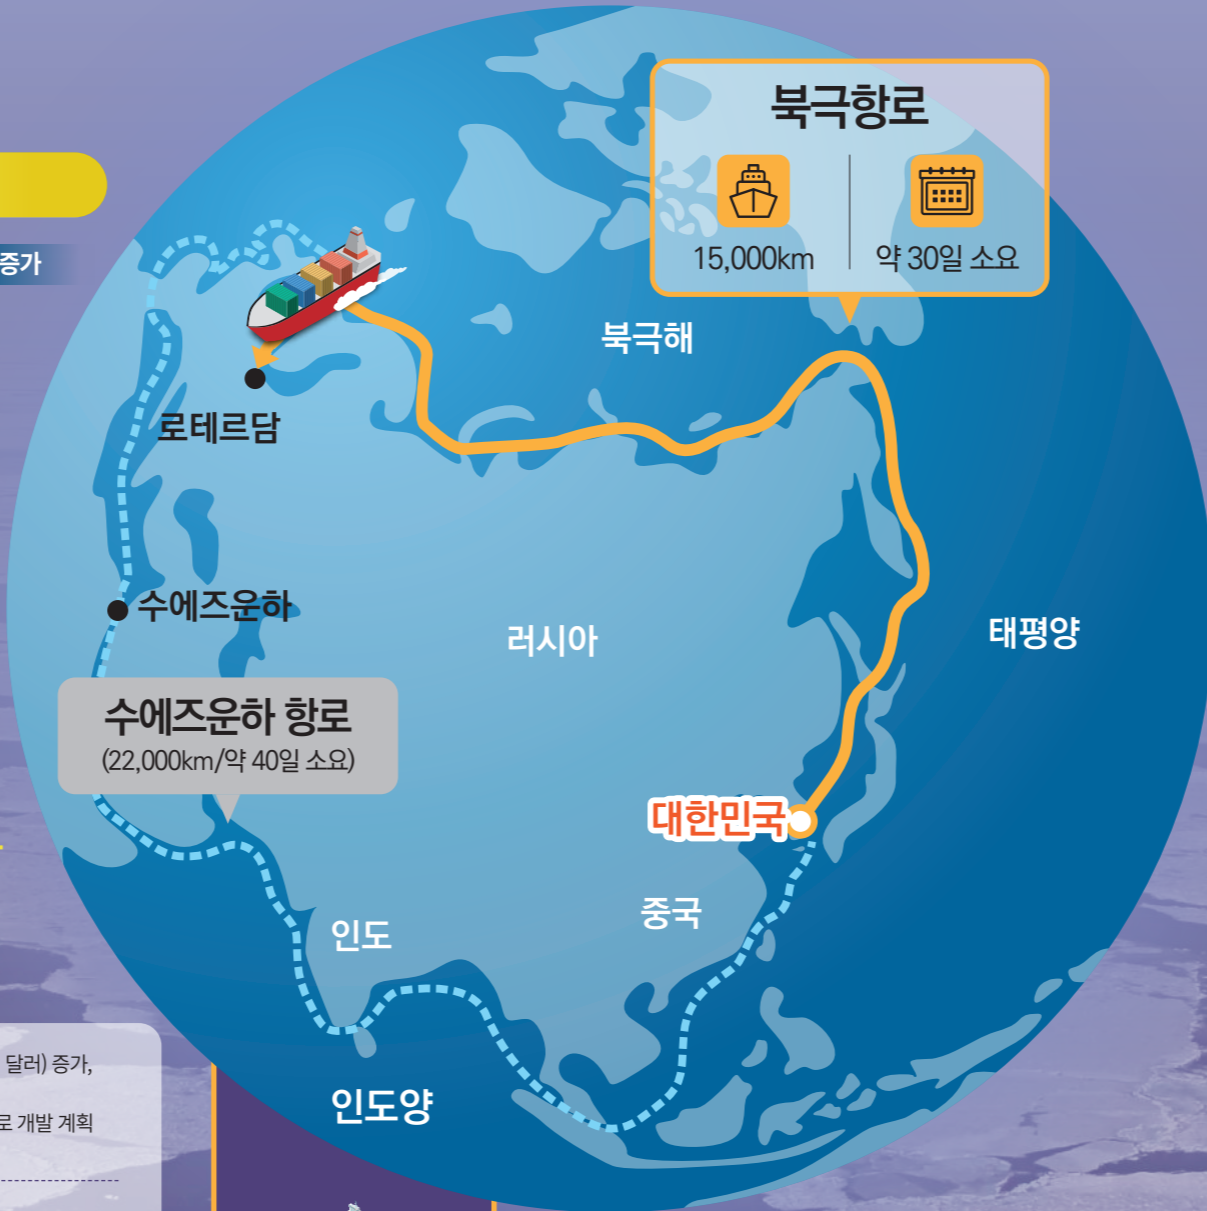 북극항로
15,000km
약 30일 소요
증가
북극해
로테르담
수에즈운하
러시아
태평양
수에즈운하 항로
(22,000km/약 40일 소요)
대한민국
중국
인도
인도양
달러) 증가,
로 개발 계획